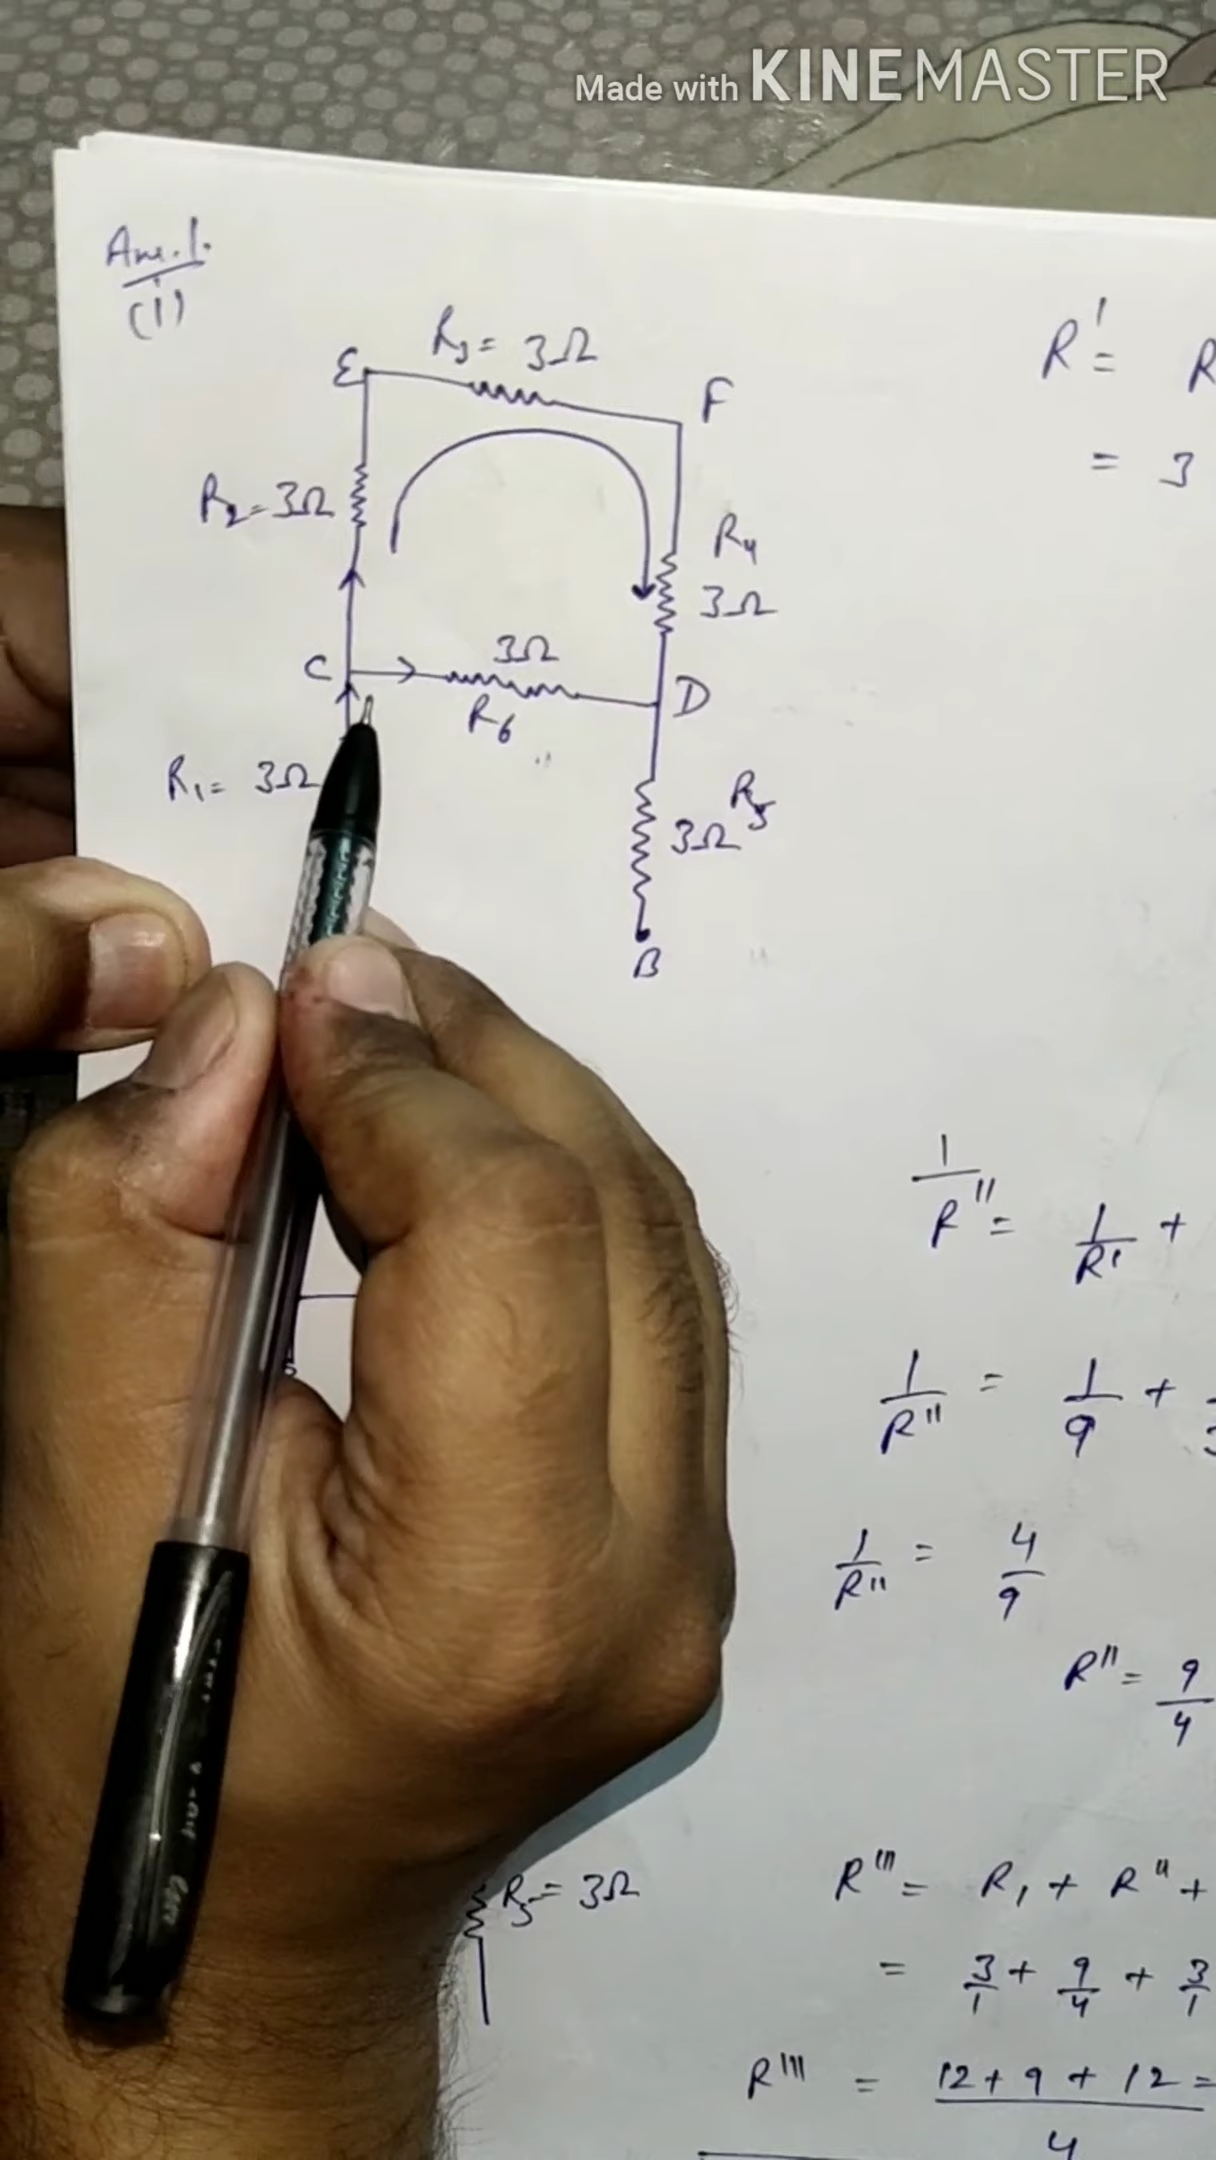 Made with KINEMASTER
Ans.1.
(i)
E
R3 = 3Ω
F
R2 = 3Ω
R4
3Ω
C
3Ω
R6
D
R1 = 3Ω
R5
3Ω
B
R' = R
= 3
1/R'' = 1/R' +
1/R'' = 1/9 +
1/R'' = 4/9
R'' = 9/4
R5 = 3Ω
R''' = R1 + R'' +
= 3/1 + 9/4 + 3/1
R''' = 12 + 9 + 12 =
4